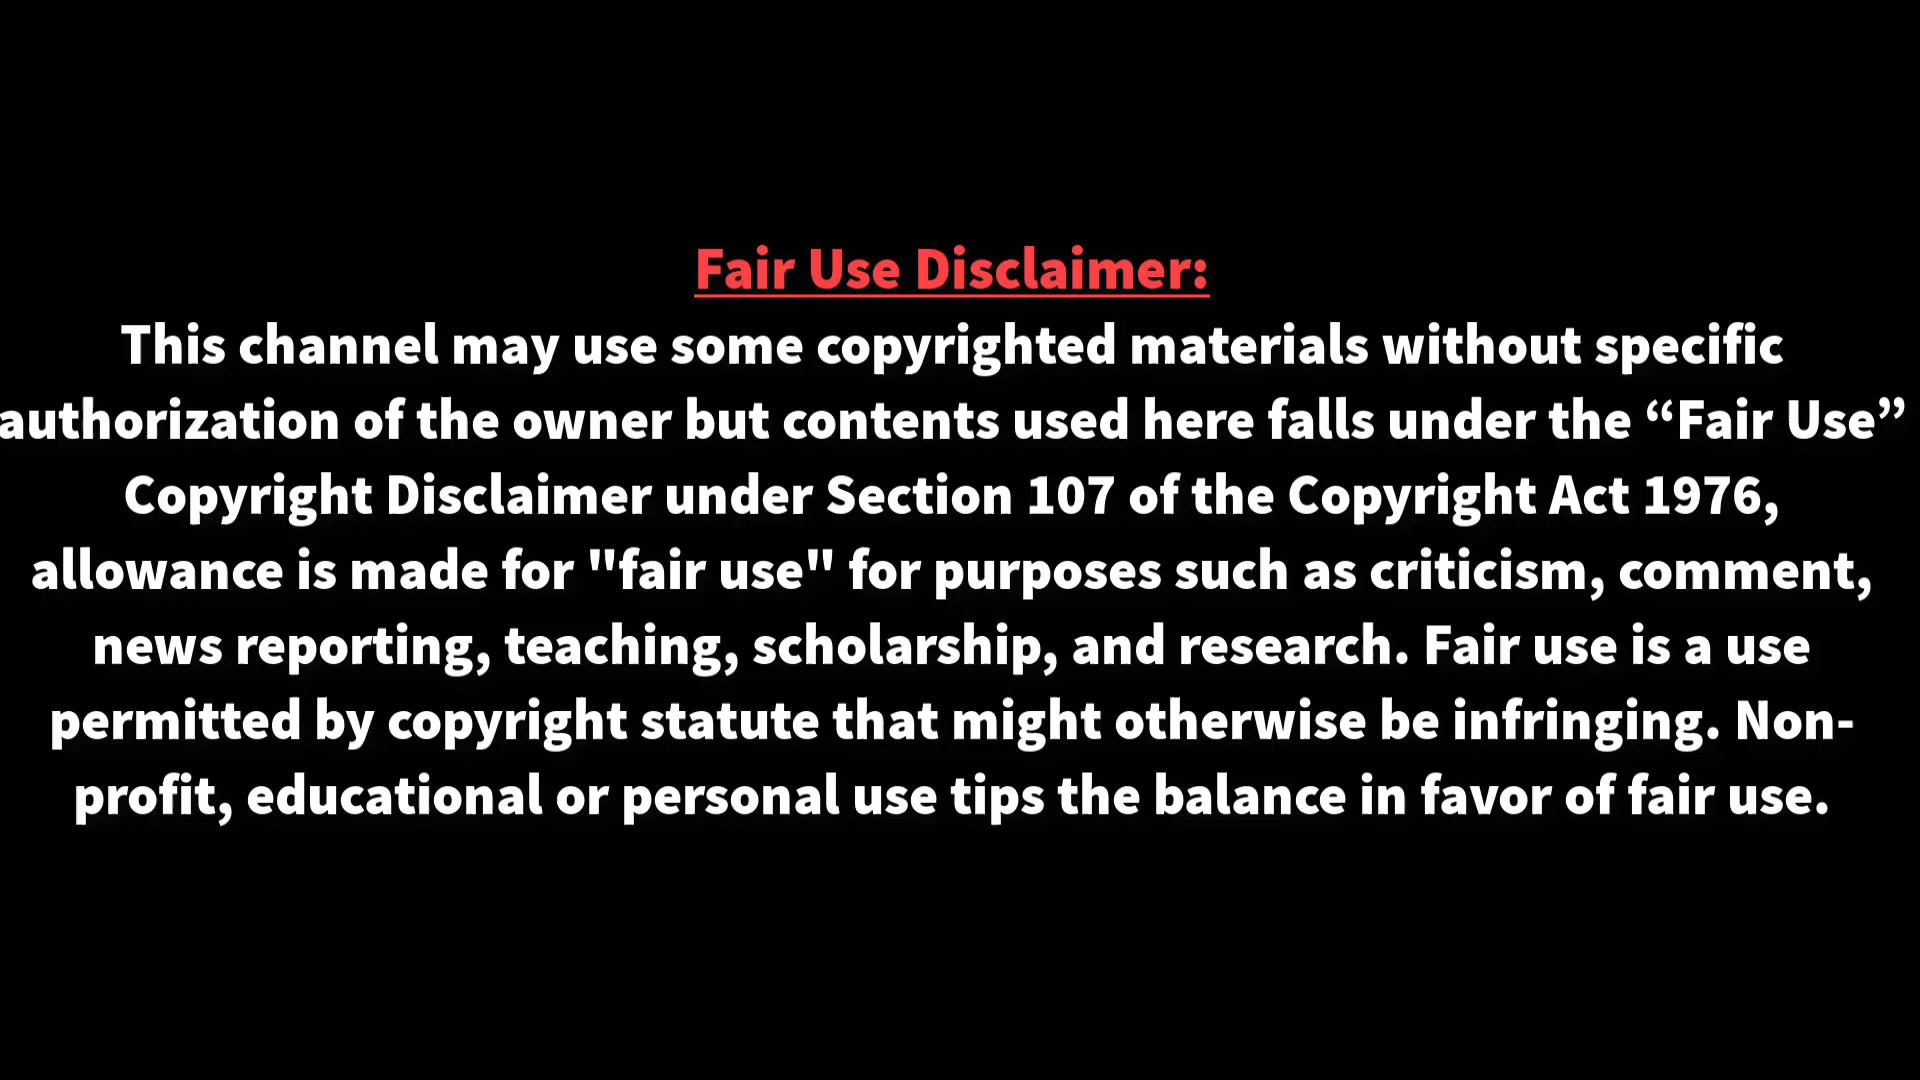 Fair Use Disclaimer:
This channel may use some copyrighted materials without specific
authorization of the owner but contents used here falls under the “Fair Use”
Copyright Disclaimer under Section 107 of the Copyright Act 1976,
allowance is made for "fair use" for purposes such as criticism, comment,
news reporting, teaching, scholarship, and research. Fair use is a use
permitted by copyright statute that might otherwise be infringing. Non-
profit, educational or personal use tips the balance in favor of fair use.